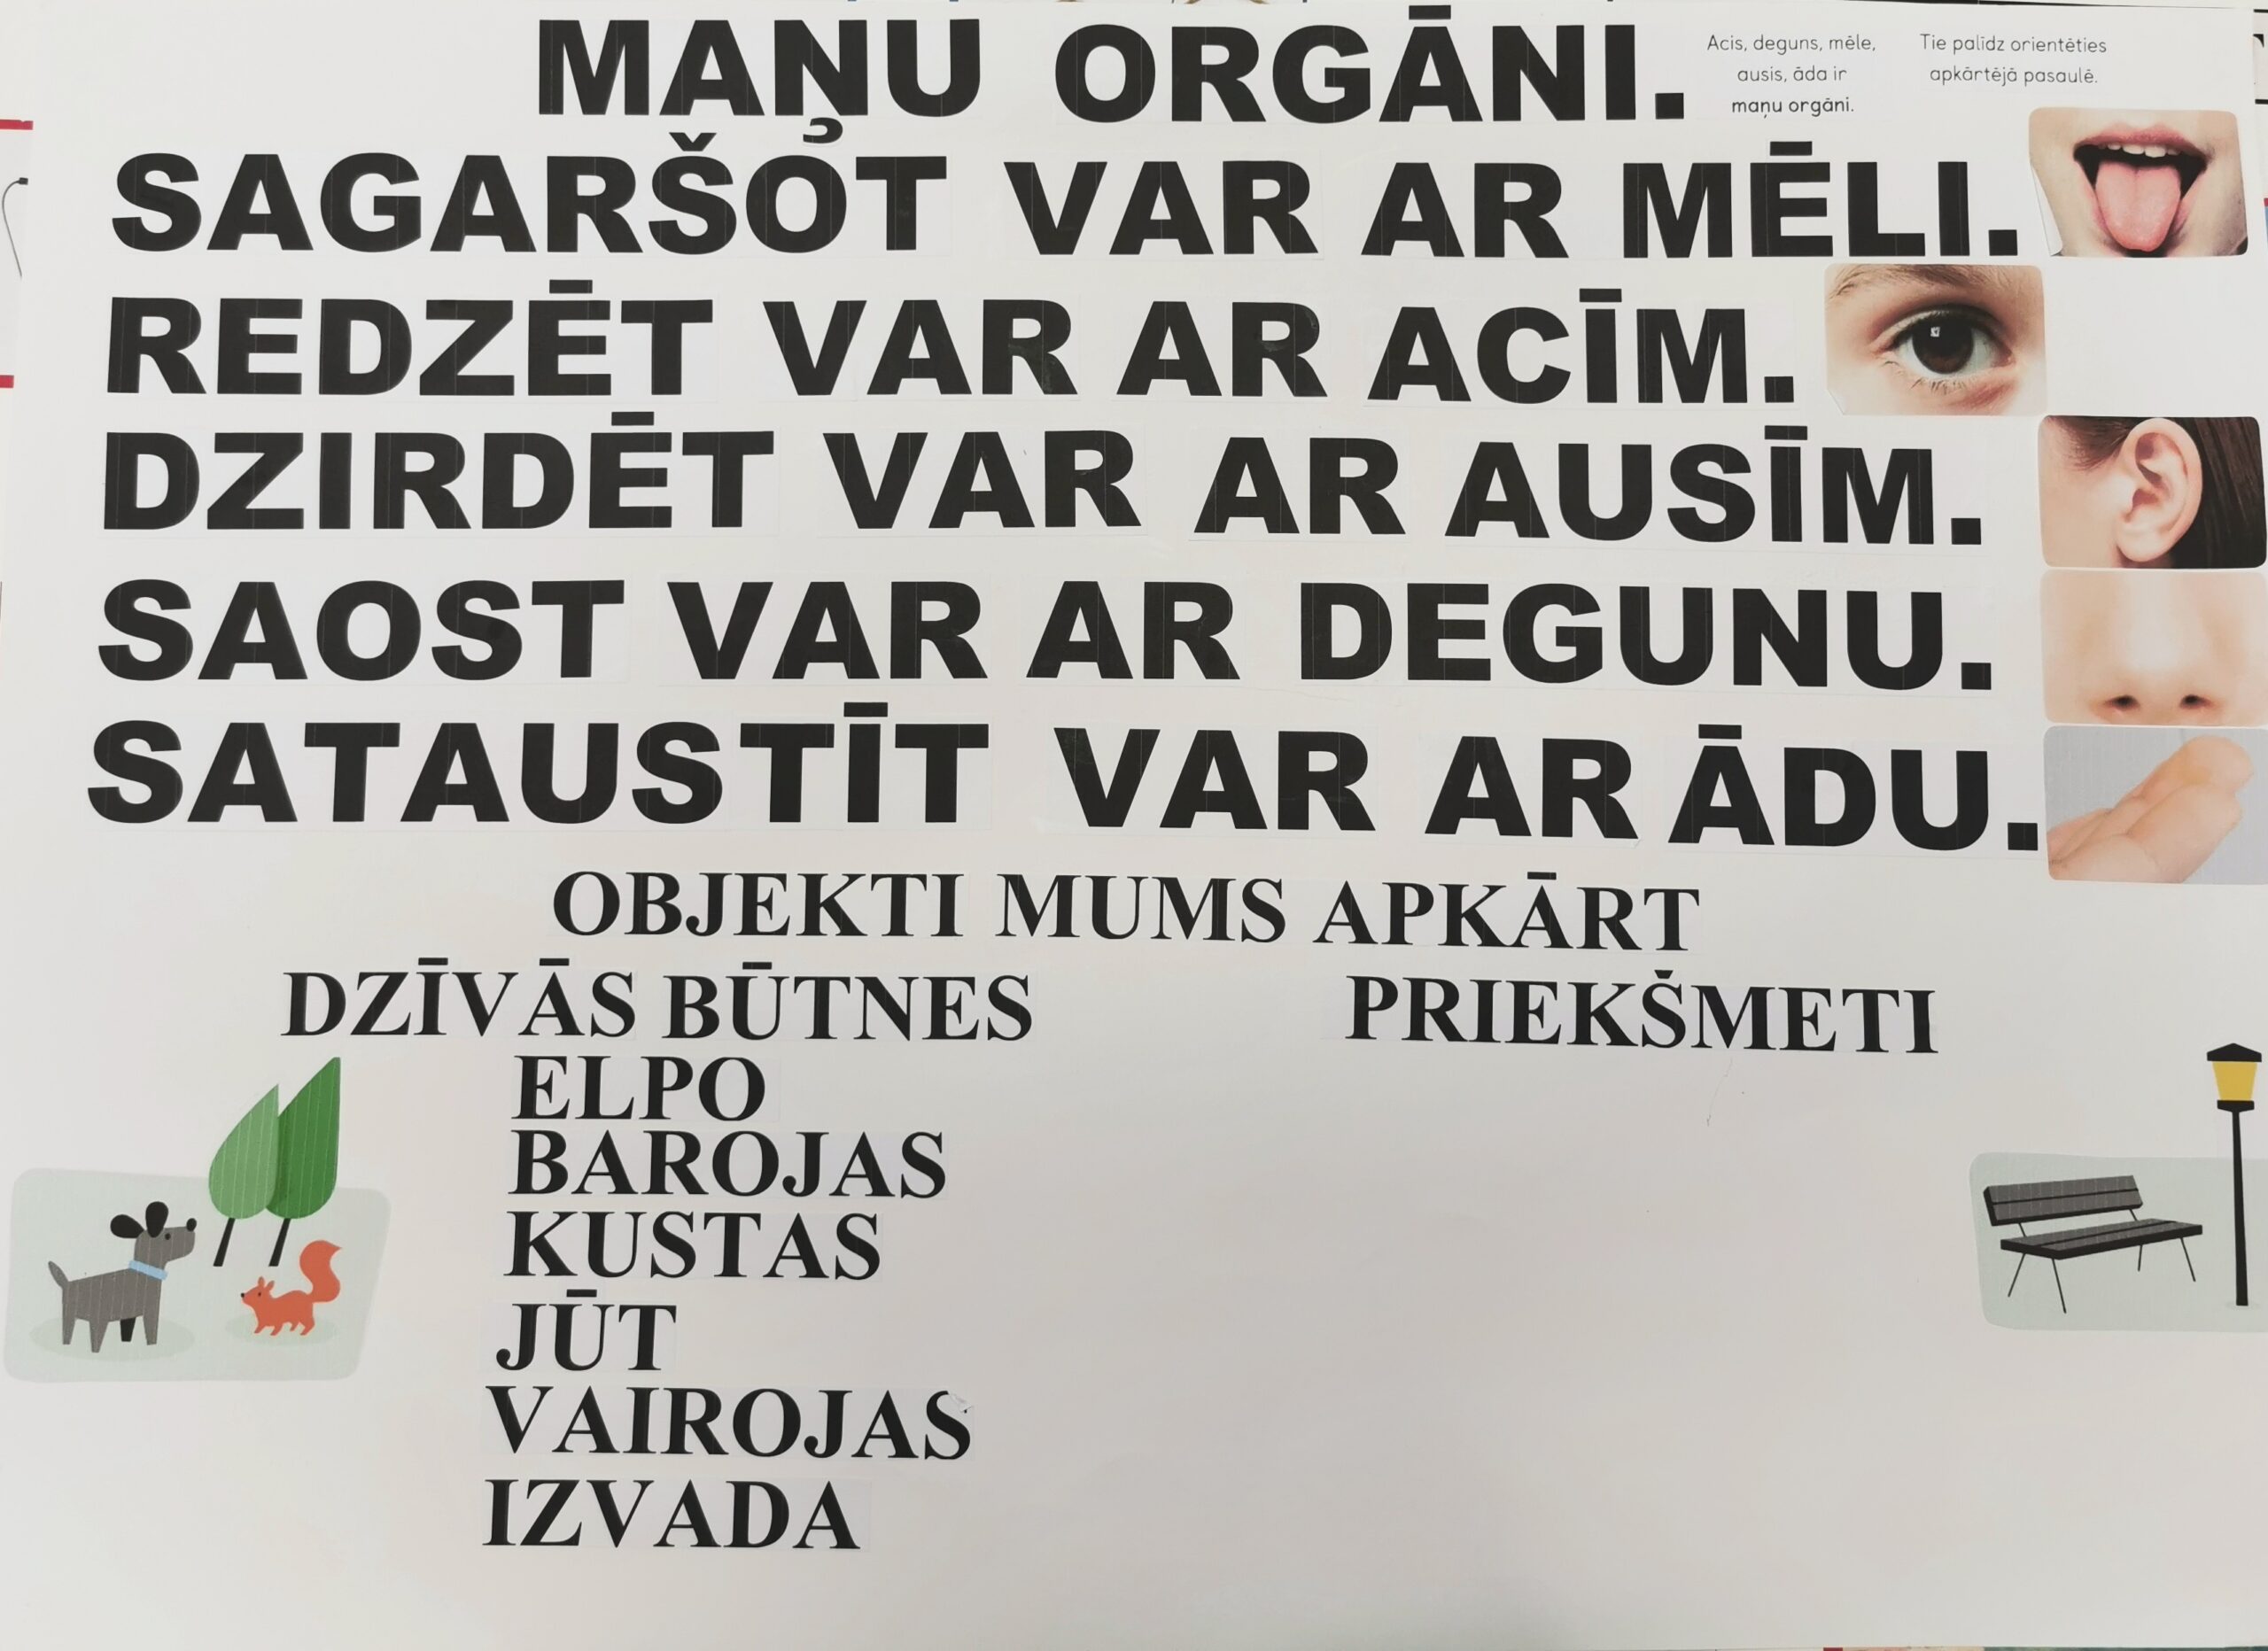 MAŅU ORGĀNI.
Acis, deguns, mēle,
ausis, āda ir
maņu orgāni.
Tie palīdz orientēties
apkārtējā pasaulē.
SAGARŠOT VAR AR MĒLI.
REDZĒT VAR AR ACĪM.
DZIRDĒT VAR AR AUSĪM.
SAOST VAR AR DEGUNU.
SATAUSTĪT VAR AR ĀDU.
OBJEKTI MUMS APKĀRT
DZĪVĀS BŪTNES PRIEKŠMETI
ELPO
BAROJAS
KUSTAS
JŪT
VAIROJAS
IZVADA